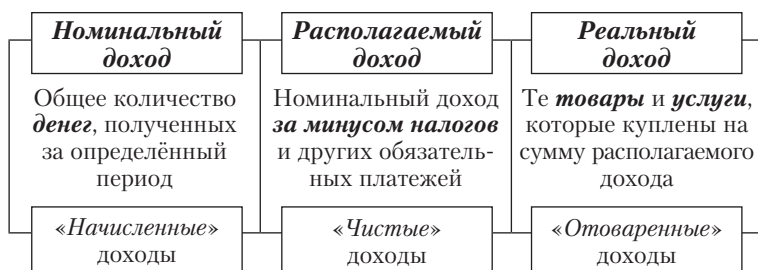 Номинальный
доход
Общее количество
денег, полученных
за определённый
период
«Начисленные»
доходы
Располагаемый
доход
Номинальный доход
за минусом налогов
и других обязатель-
ных платежей
«Чистые»
доходы
Реальный
доход
Те товары и услуги,
которые куплены на
сумму располагаемого
дохода
«Отоваренные»
доходы